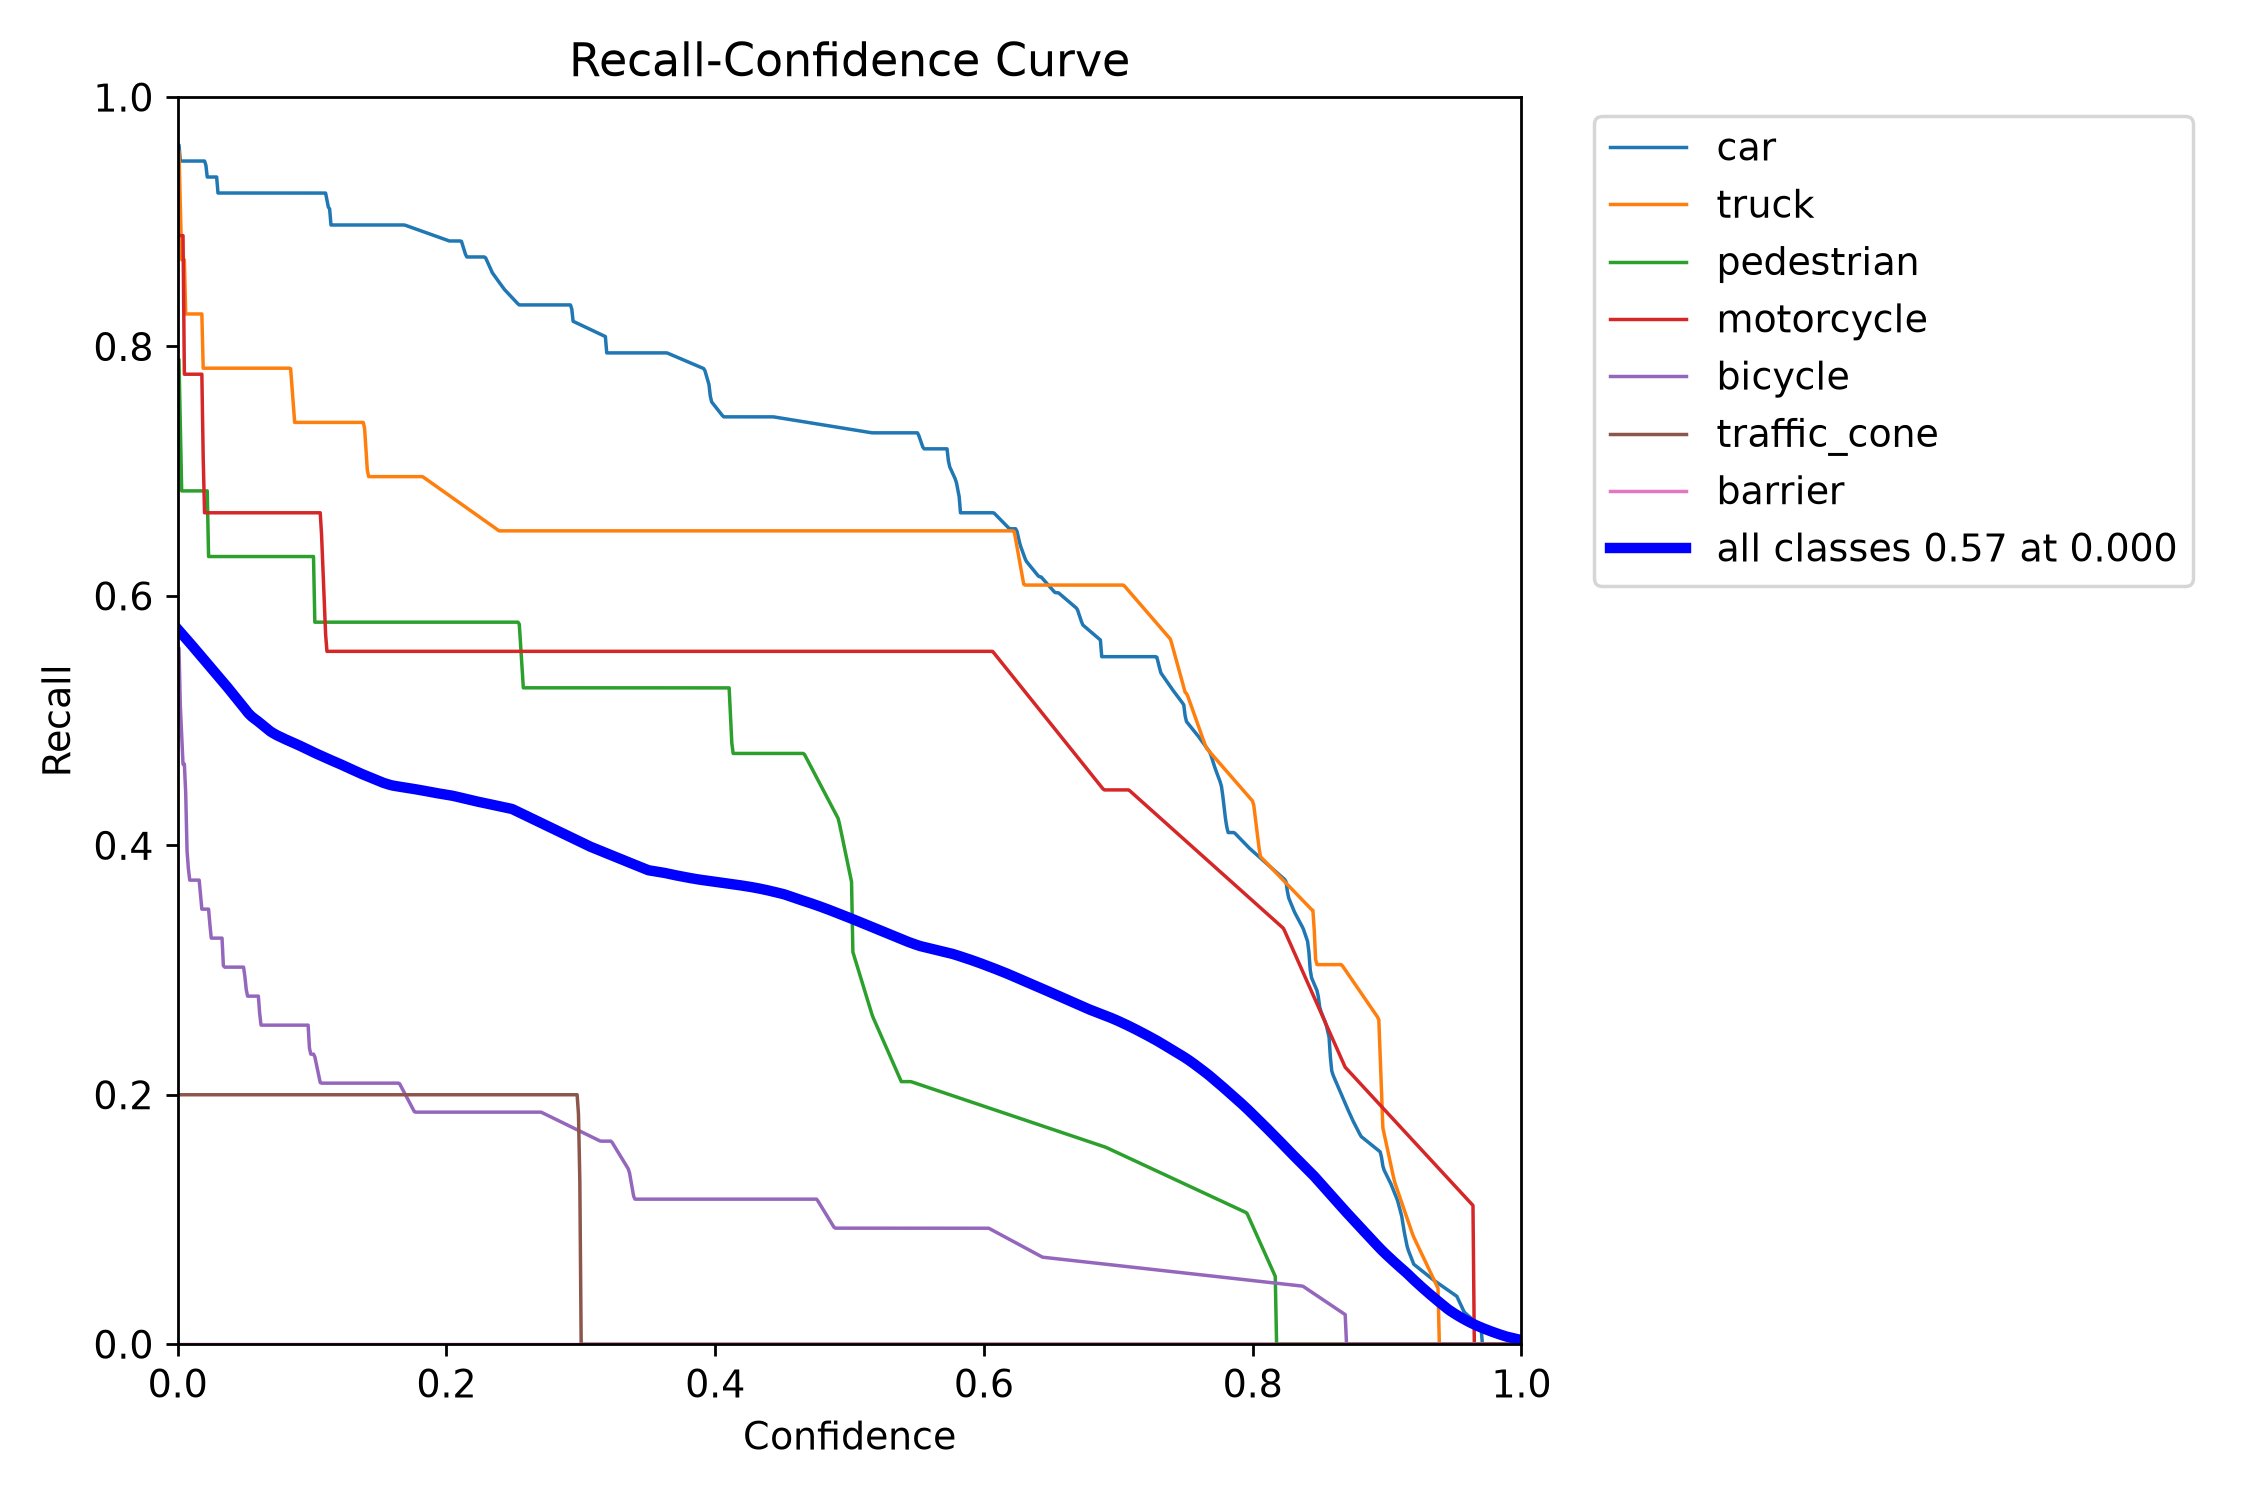 Recall-Confidence Curve
1.0
0.8
0.6
0.4
0.2
0.0
Recall
0.0 0.2 0.4 0.6 0.8 1.0
Confidence
car
truck
pedestrian
motorcycle
bicycle
traffic_cone
barrier
all classes 0.57 at 0.000